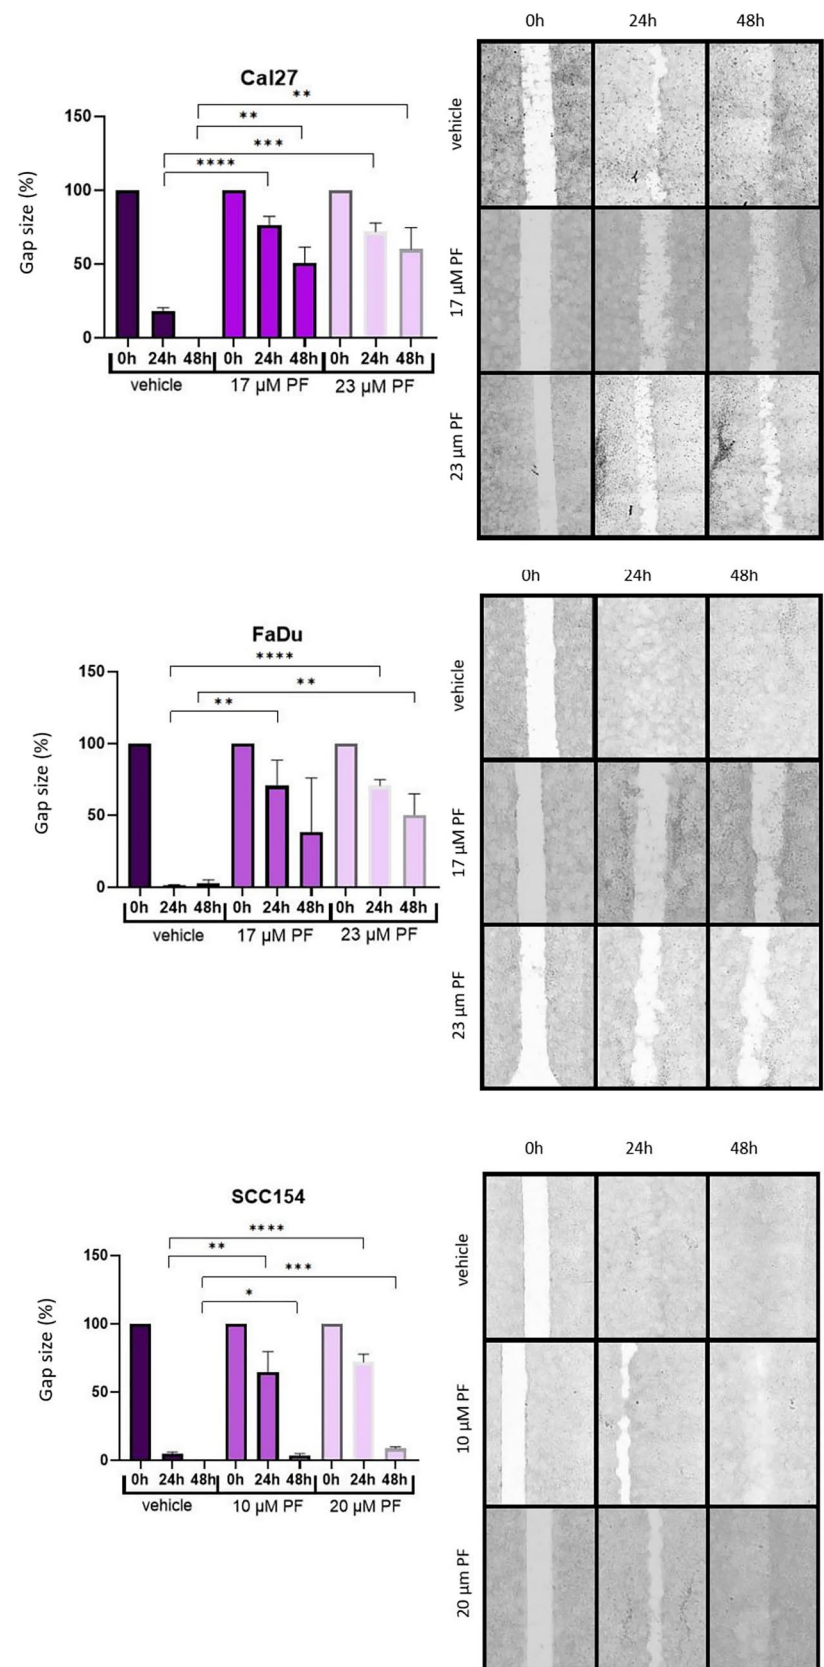 0h 24h 48h
Cal27
**
**
***
****
150
100
50
0
Gap size (%)
0h 24h 48h 0h 24h 48h 0h 24h 48h
vehicle 17 µM PF 23 µM PF
vehicle
17 µM PF
23 µm PF
0h 24h 48h
FaDu
****
**
**
150
100
50
0
Gap size (%)
0h 24h 48h 0h 24h 48h 0h 24h 48h
vehicle 17 µM PF 23 µM PF
vehicle
17 µM PF
23 µm PF
0h 24h 48h
SCC154
****
**
***
*
150
100
50
0
Gap size (%)
0h 24h 48h 0h 24h 48h 0h 24h 48h
vehicle 10 µM PF 20 µM PF
vehicle
10 µM PF
20 µm PF